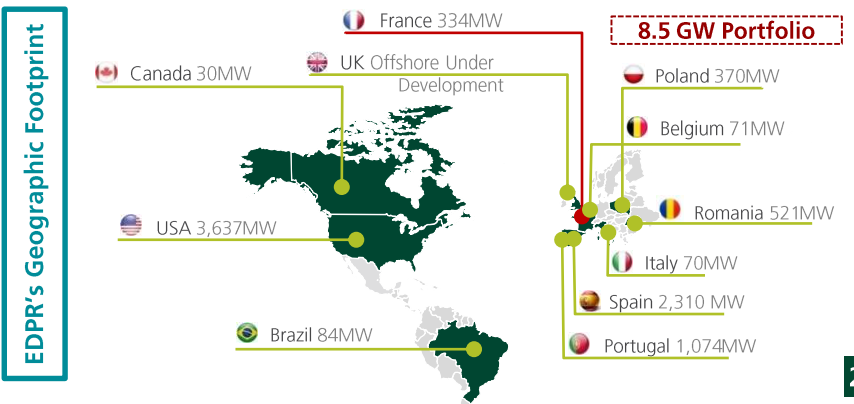 EDPR's Geographic Footprint
France 334MW
8.5 GW Portfolio
UK Offshore Under
Development
Canada 30MW
Poland 370MW
Belgium 71MW
USA 3,637MW
Romania 521MW
Italy 70MW
Spain 2,310 MW
Brazil 84MW
Portugal 1,074MW